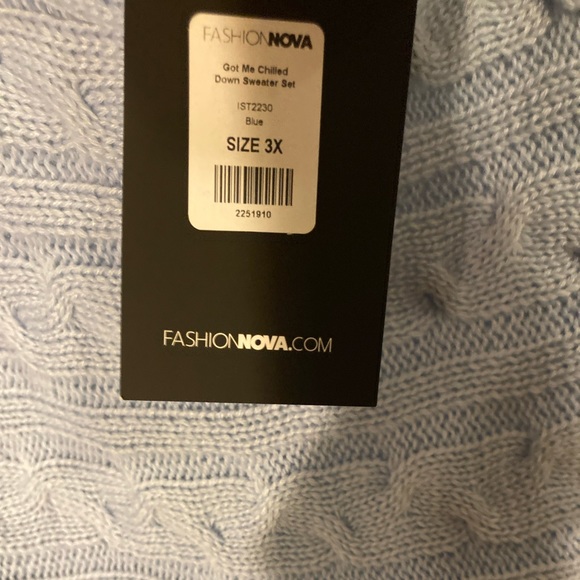 FASHIONNOVA
Got Me Chilled
Down Sweater Set
IST2230
Blue
SIZE 3X
2251910
FASHIONNOVA.COM